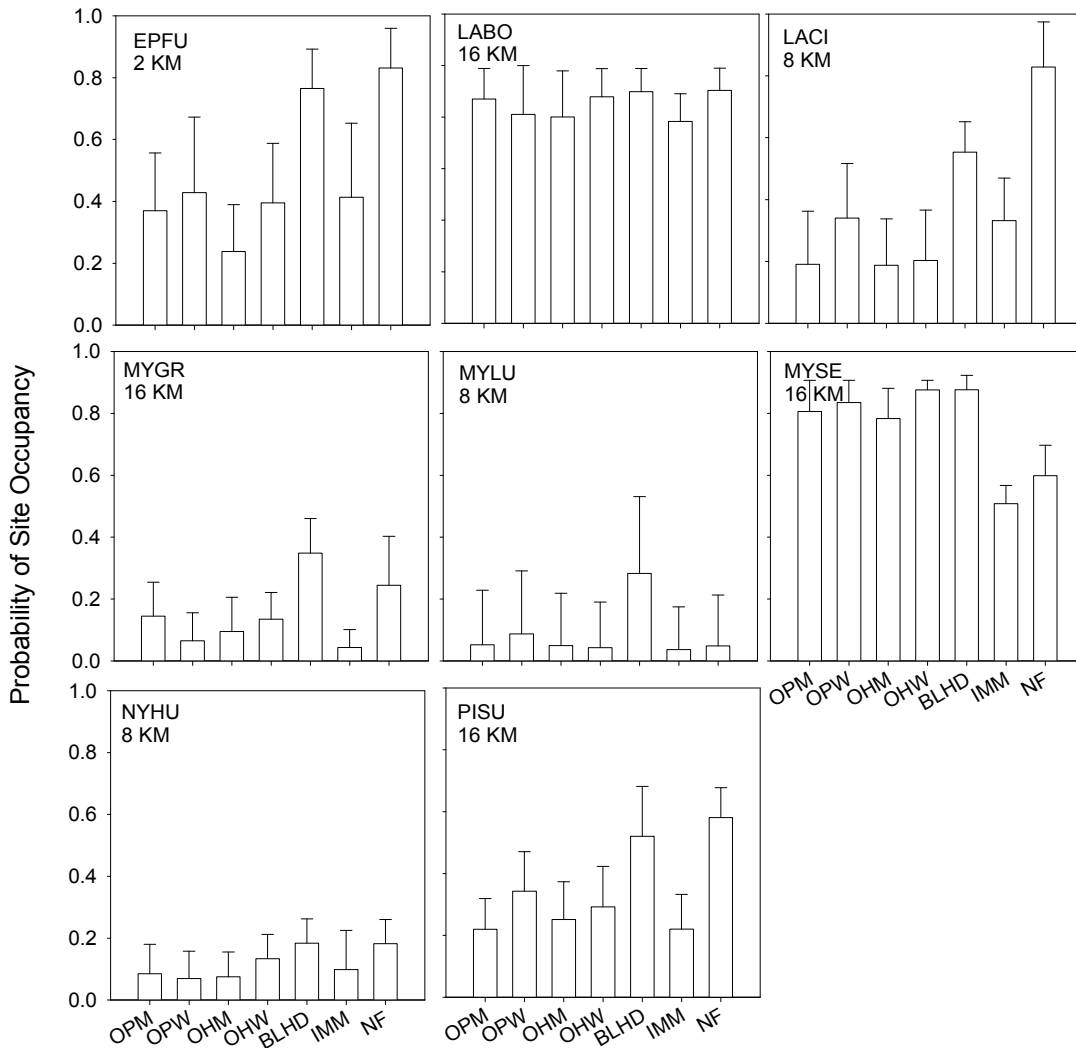 Probability of Site Occupancy
1.0
0.8
0.6
0.4
0.2
0.0
EPFU
2 KM
LABO
16 KM
LACI
8 KM
1.0
0.8
0.6
0.4
0.2
0.0
MYGR
16 KM
MYLU
8 KM
MYSE
16 KM
OPM OPW OHM OHW BLHD IMM NF
1.0
0.8
0.6
0.4
0.2
0.0
NYHU
8 KM
PISU
16 KM
OPM OPW OHM OHW BLHD IMM NF
OPM OPW OHM OHW BLHD IMM NF